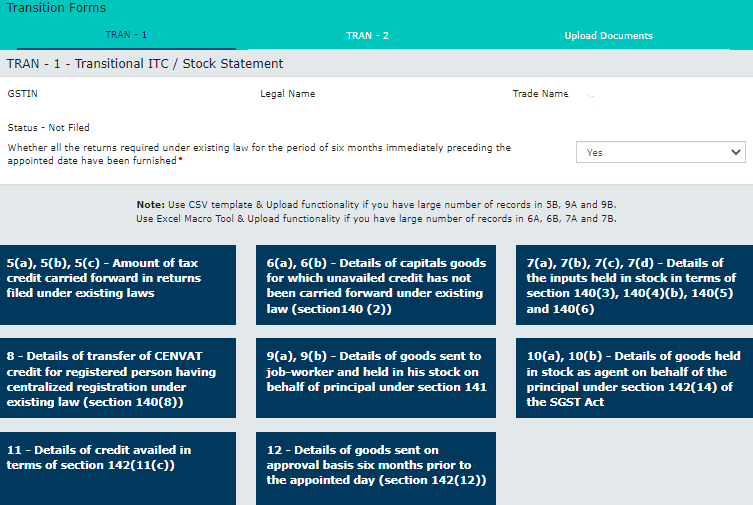 Transition Forms
TRAN - 1
TRAN - 2
Upload Documents
TRAN - 1 - Transitional ITC / Stock Statement
GSTIN
Legal Name
Trade Name
Status - Not Filed
Whether all the returns required under existing law for the period of six months immediately preceding the
appointed date have been furnished*
Yes
Note: Use CSV template & Upload functionality if you have large number of records in 5B, 9A and 9B.
Use Excel Macro Tool & Upload functionality if you have large number of records in 6A, 6B, 7A and 7B.
5(a), 5(b), 5(c) - Amount of tax
credit carried forward in returns
filed under existing laws
6(a), 6(b) - Details of capitals goods
for which unavailed credit has not
been carried forward under existing
law (section140 (2))
7(a), 7(b), 7(c), 7(d) - Details of
the inputs held in stock in terms of
section 140(3), 140(4)(b), 140(5)
and 140(6)
8 - Details of transfer of CENVAT
credit for registered person having
centralized registration under
existing law (section 140(8))
9(a), 9(b) - Details of goods sent to
job-worker and held in his stock on
behalf of principal under section 141
10(a), 10(b) - Details of goods held
in stock as agent on behalf of the
principal under section 142(14) of
the SGST Act
11 - Details of credit availed in
terms of section 142(11(c))
12 - Details of goods sent on
approval basis six months prior to
the appointed day (section 142(12))